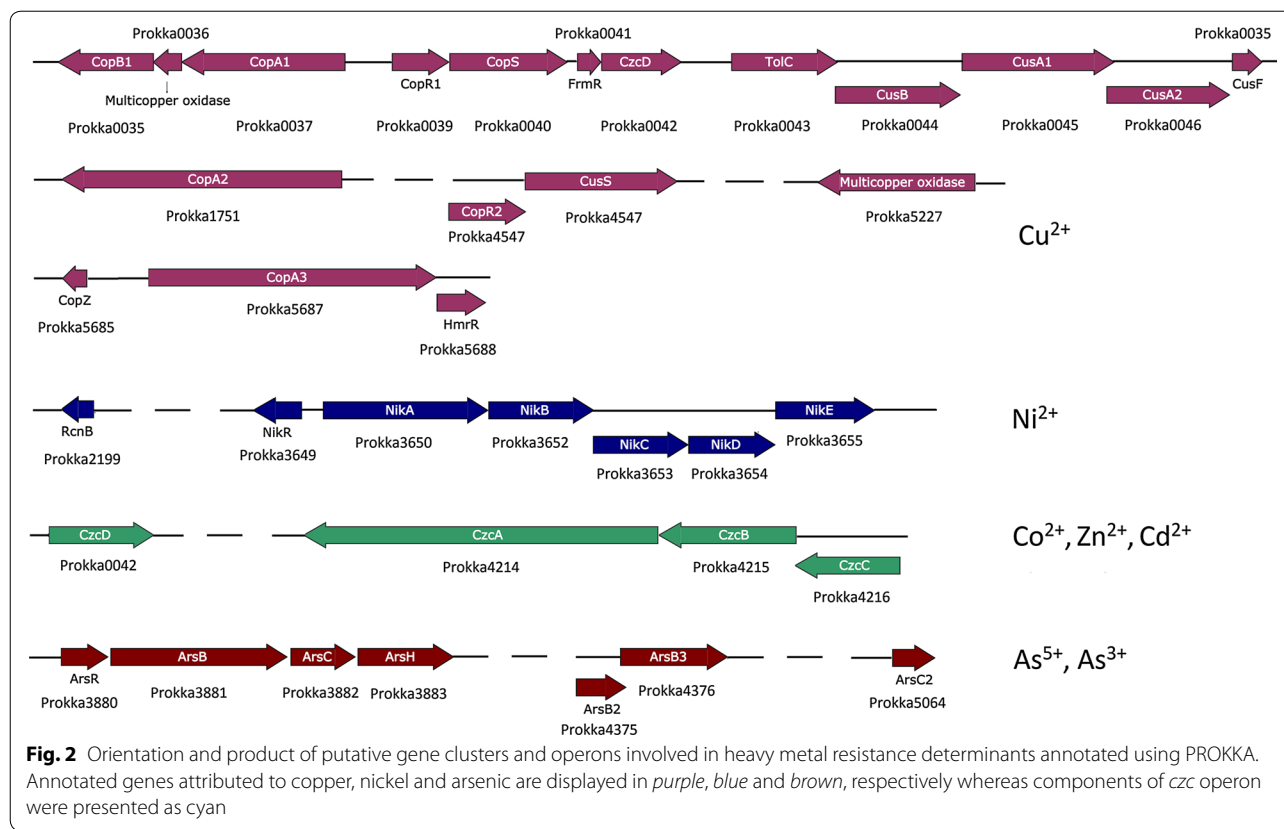 Prokka0036
Prokka0041
Prokka0035
CopB1
CopA1
CopS
CzcD
TolC
CusA1
Multicopper oxidase
CopR1
FrmR
CusB
CusA2
CusF
Prokka0035
Prokka0037
Prokka0039
Prokka0040
Prokka0042
Prokka0043
Prokka0044
Prokka0045
Prokka0046
CopA2
CusS
Multicopper oxidase
Prokka1751
CopR2
Prokka4547
Prokka5227
Prokka4547
Cu2+
CopA3
CopZ
Prokka5687
HmrR
Prokka5685
Prokka5688
NikA
NikB
NikE
Ni2+
RcnB
NikR
Prokka3650
Prokka3652
NikC
NikD
Prokka3655
Prokka2199
Prokka3649
Prokka3653
Prokka3654
CzcD
CzcA
CzcB
Co2+, Zn2+, Cd2+
Prokka0042
Prokka4214
Prokka4215
CzcC
Prokka4216
ArsB
ArsC
ArsH
ArsB3
As5+, As3+
ArsR
Prokka3881
Prokka3882
Prokka3883
Prokka4376
ArsC2
Prokka3880
ArsB2
Prokka5064
Prokka4375
Fig. 2 Orientation and product of putative gene clusters and operons involved in heavy metal resistance determinants annotated using PROKKA.
Annotated genes attributed to copper, nickel and arsenic are displayed in purple, blue and brown, respectively whereas components of czc operon
were presented as cyan